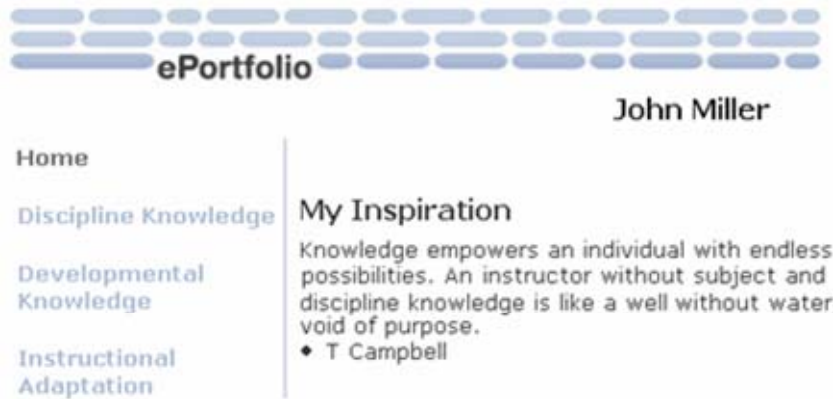 ePortfolio
John Miller
Home
Discipline Knowledge
Developmental
Knowledge
Instructional
Adaptation
My Inspiration
Knowledge empowers an individual with endless
possibilities. An instructor without subject and
discipline knowledge is like a well without water
void of purpose.
◆ T Campbell